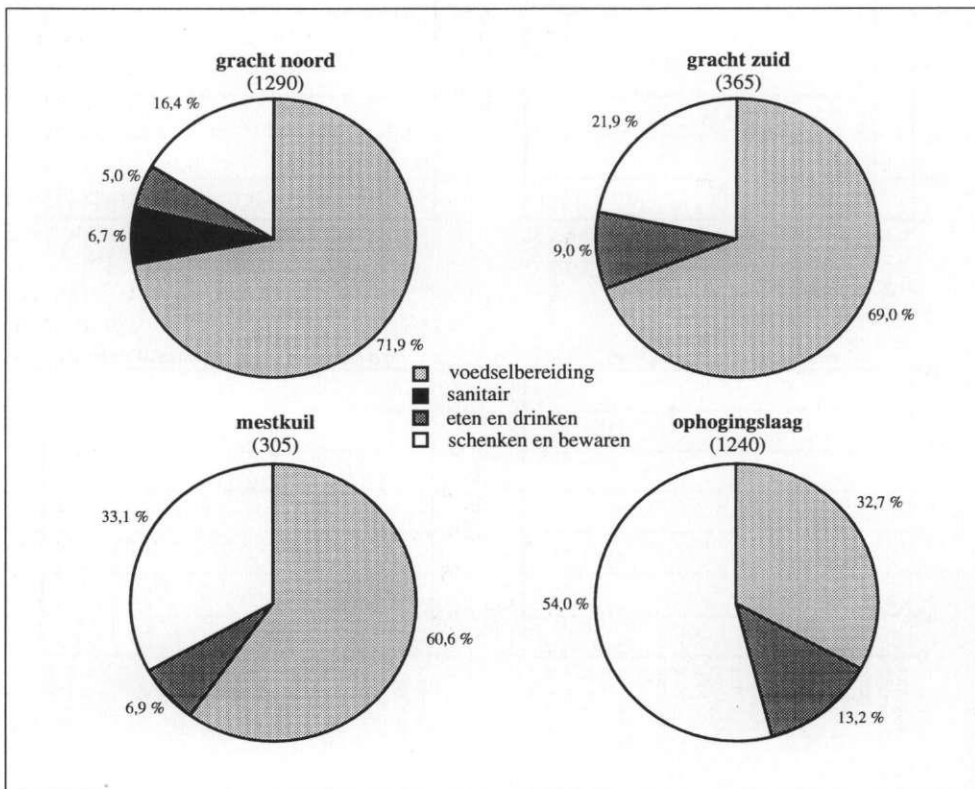 gracht noord
(1290)
16,4 %
5,0 %
6,7 %
71,9 %
gracht zuid
(365)
21,9 %
9,0 %
69,0 %
voedselbereiding
sanitair
eten en drinken
schenken en bewaren
mestkuil
(305)
33,1 %
60,6 %
6,9 %
ophogingslaag
(1240)
32,7 %
54,0 %
13,2 %